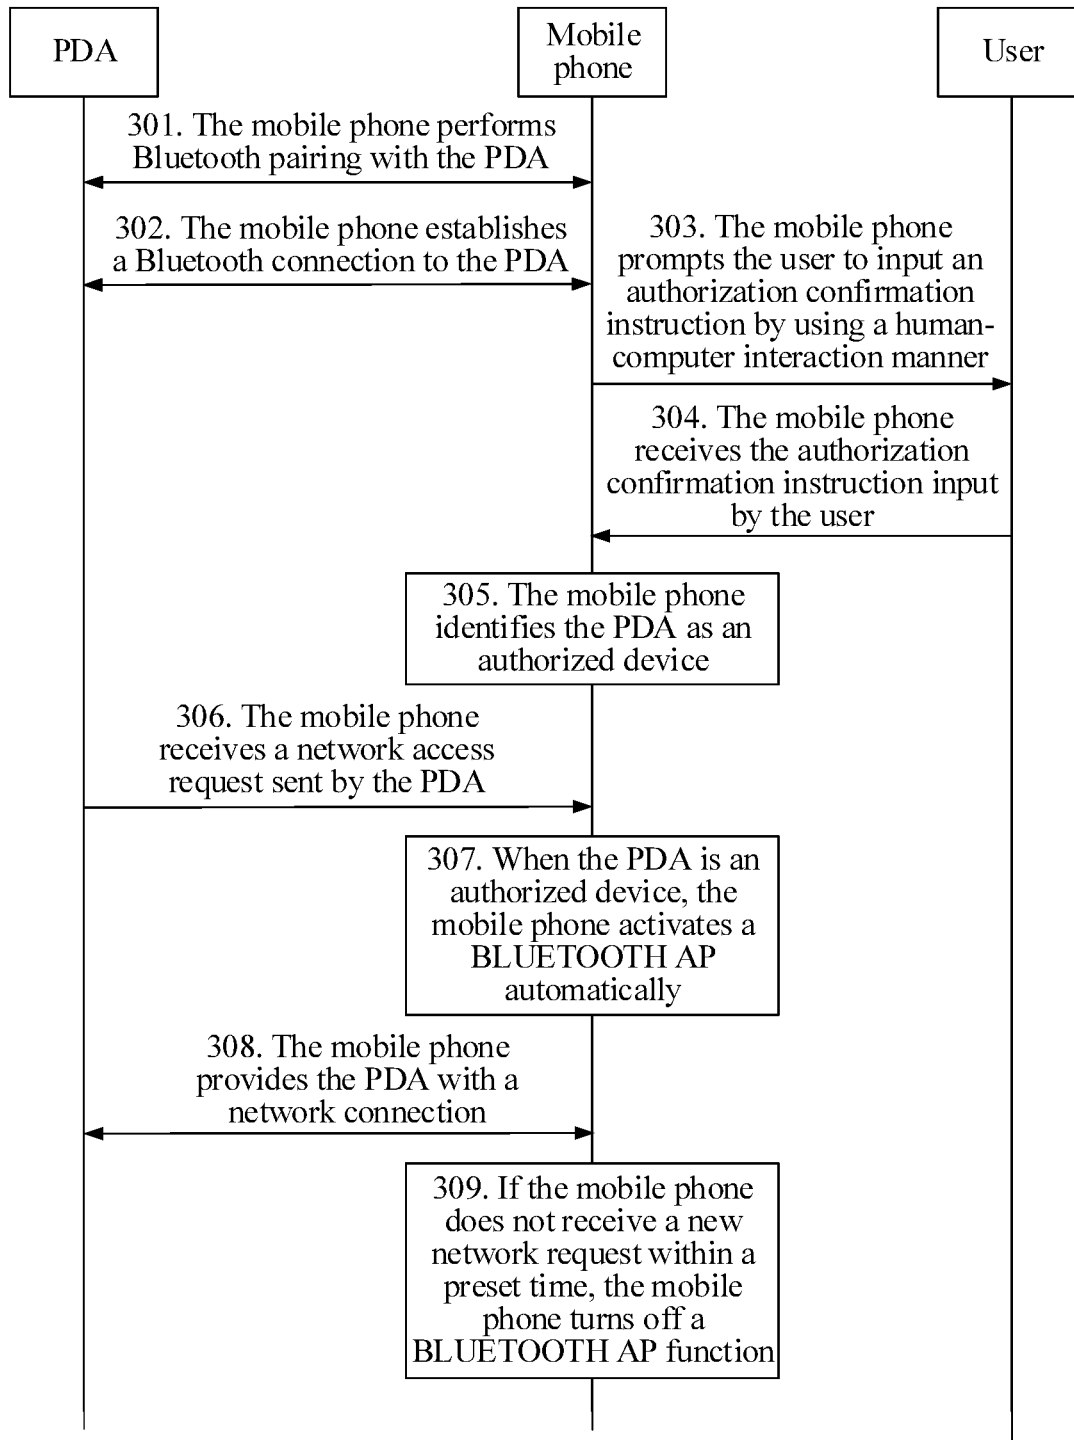 PDA
Mobile
phone
User
301. The mobile phone performs
Bluetooth pairing with the PDA
302. The mobile phone establishes
a Bluetooth connection to the PDA
303. The mobile phone
prompts the user to input an
authorization confirmation
instruction by using a human-
computer interaction manner
304. The mobile phone
receives the authorization
confirmation instruction input
by the user
305. The mobile phone
identifies the PDA as an
authorized device
306. The mobile phone
receives a network access
request sent by the PDA
307. When the PDA is an
authorized device, the
mobile phone activates a
BLUETOOTH AP
automatically
308. The mobile phone
provides the PDA with a
network connection
309. If the mobile phone
does not receive a new
network request within a
preset time, the mobile
phone turns off a
BLUETOOTH AP function